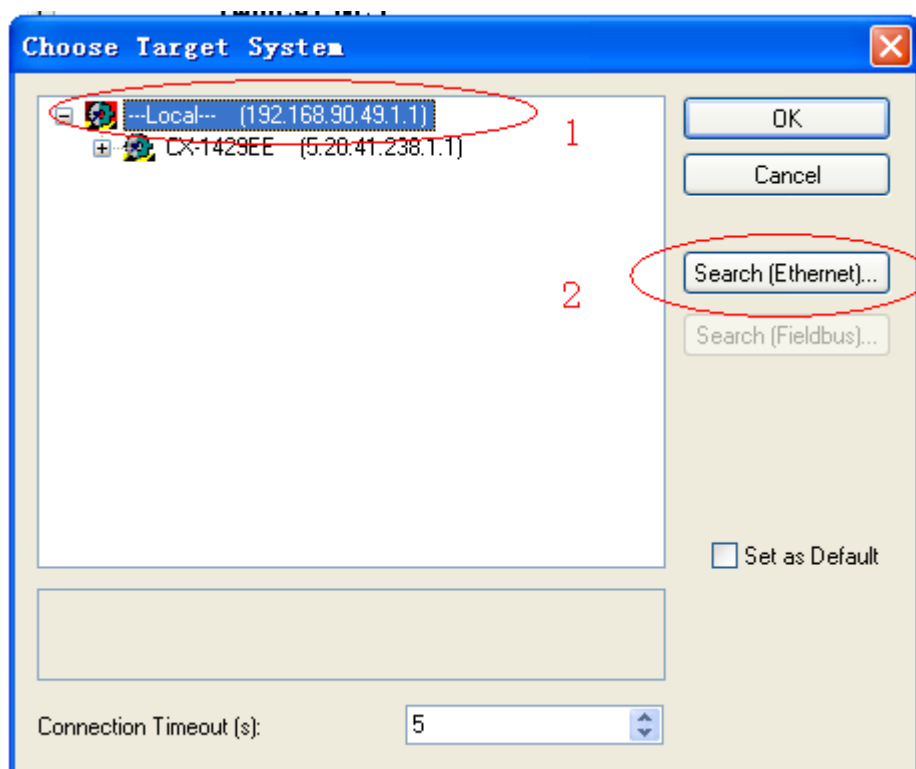 Choose Target System
---Local--- (192.168.90.49.1.1)
1
OK
CX-1429EE (5.20.41.238.1.1)
Cancel
Search (Ethernet)...
2
Search (Fieldbus)...
Set as Default
Connection Timeout (s):
5